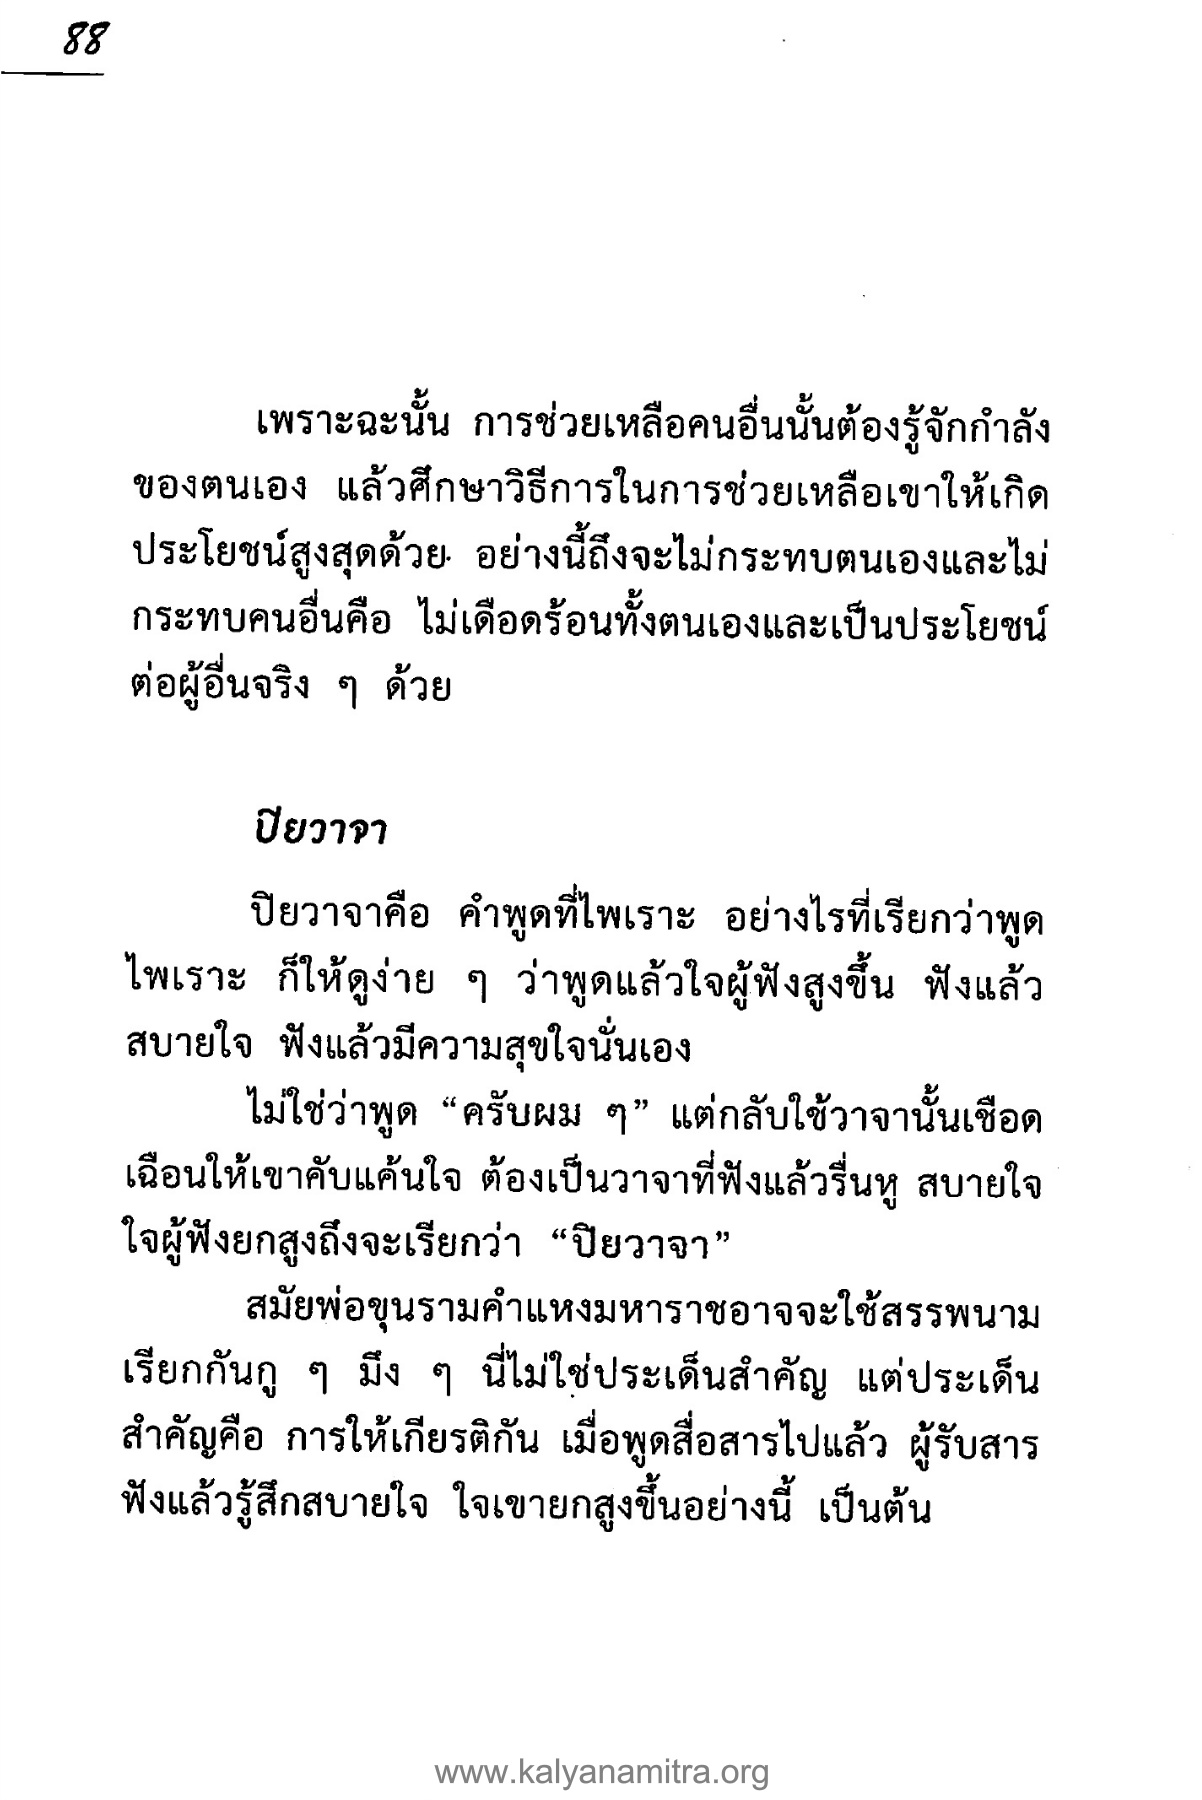 88
เพราะฉะนั้น การช่วยเหลือคนอื่นนั้นต้องรู้จักกำลัง
ของตนเอง แล้วศึกษาวิธีการในการช่วยเหลือเขาให้เกิด
ประโยชน์สูงสุดด้วย อย่างนี้ถึงจะไม่กระทบตนเองและไม่
กระทบคนอื่นคือ ไม่เดือดร้อนทั้งตนเองและเป็นประโยชน์
ต่อผู้อื่นจริง ๆ ด้วย
ปิยวาจา
ปิยวาจาคือ คำพูดที่ไพเราะ อย่างไรที่เรียกว่าพูด
ไพเราะ ก็ให้ดูง่าย ๆ ว่าพูดแล้วใจผู้ฟังสูงขึ้น ฟังแล้ว
สบายใจ ฟังแล้วมีความสุขใจนั่นเอง
ไม่ใช่ว่าพูด “ครับผม ๆ” แต่กลับใช้วาจานั้นเชือด
เฉือนให้เขาคับแค้นใจ ต้องเป็นวาจาที่ฟังแล้วรื่นหู สบายใจ
ใจผู้ฟังยกสูงถึงจะเรียกว่า “ปิยวาจา”
สมัยพ่อขุนรามคำแหงมหาราชอาจจะใช้สรรพนาม
เรียกกันกู ๆ มึง ๆ นี่ไม่ใช่ประเด็นสำคัญ แต่ประเด็น
สำคัญคือ การให้เกียรติกัน เมื่อพูดสื่อสารไปแล้ว ผู้รับสาร
ฟังแล้วรู้สึกสบายใจ ใจเขายกสูงขึ้นอย่างนี้ เป็นต้น
www.kalyanamitra.org